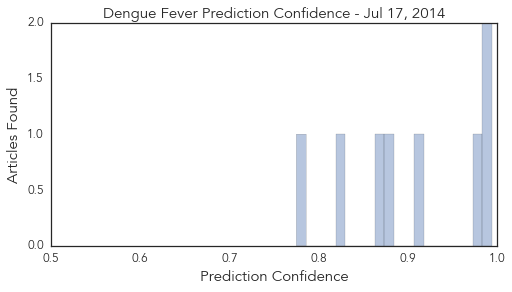 Dengue Fever Prediction Confidence - Jul 17, 2014
2.0
1.5
1.0
0.5
0.0
Articles Found
0.5 0.6 0.7 0.8 0.9 1.0
Prediction Confidence